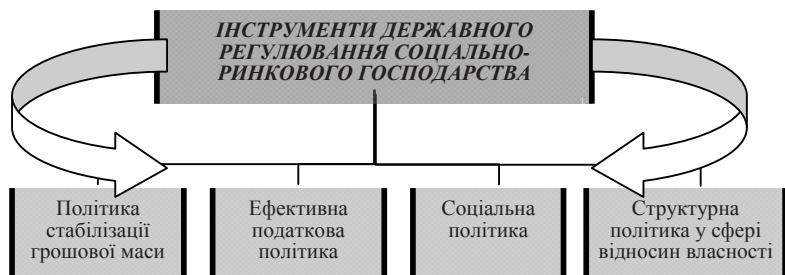 ІНСТРУМЕНТИ ДЕРЖАВНОГО
РЕГУЛЮВАННЯ СОЦІАЛЬНО-
РИНКОВОГО ГОСПОДАРСТВА
Політика
стабілізації
грошової маси
Ефективна
податкова
політика
Соціальна
політика
Структурна
політика у сфері
відносин власності